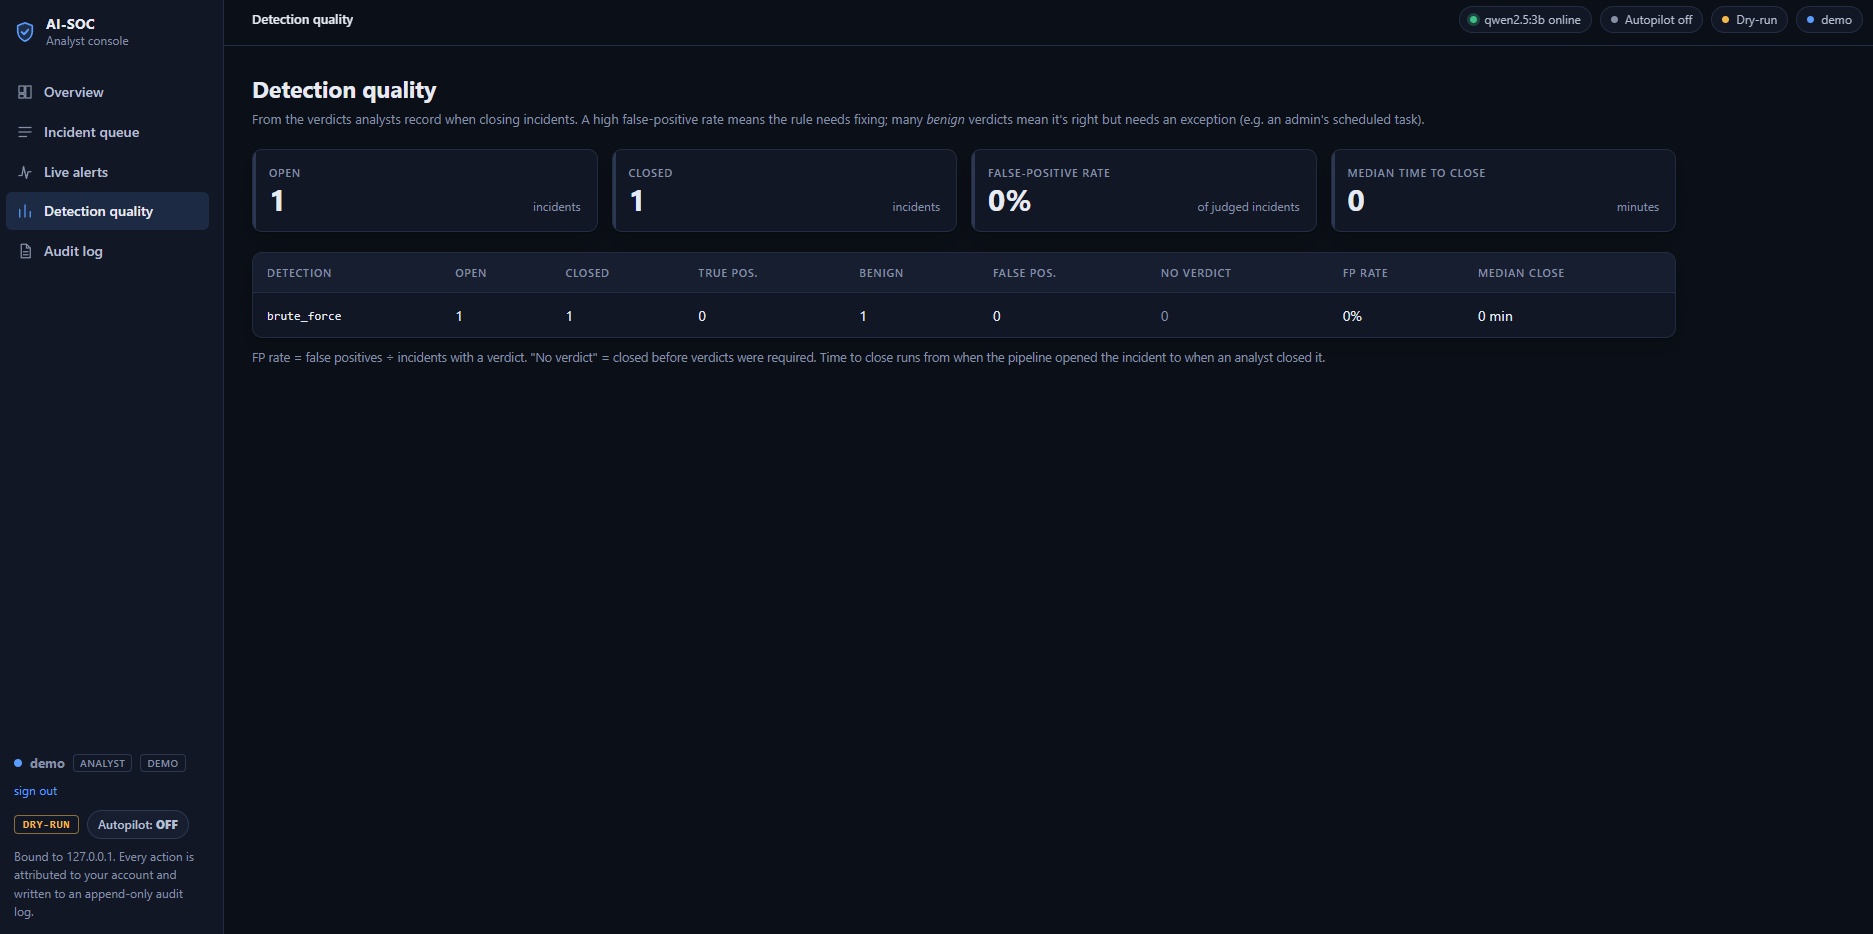 AI-SOC
Analyst console
Overview
Incident queue
Live alerts
Detection quality
Audit log
demo ANALYST DEMO
sign out
DRY-RUN Autopilot: OFF
Bound to 127.0.0.1. Every action is
attributed to your account and
written to an append-only audit
log.
Detection quality
qwen2.5:3b online Autopilot off Dry-run demo
Detection quality
From the verdicts analysts record when closing incidents. A high false-positive rate means the rule needs fixing; many benign verdicts mean it's right but needs an exception (e.g. an admin's scheduled task).
OPEN
1 incidents
CLOSED
1 incidents
FALSE-POSITIVE RATE
0% of judged incidents
MEDIAN TIME TO CLOSE
0 minutes
DETECTION OPEN CLOSED TRUE POS. BENIGN FALSE POS. NO VERDICT FP RATE MEDIAN CLOSE
brute_force 1 1 0 1 0 0 0% 0 min
FP rate = false positives ÷ incidents with a verdict. "No verdict" = closed before verdicts were required. Time to close runs from when the pipeline opened the incident to when an analyst closed it.